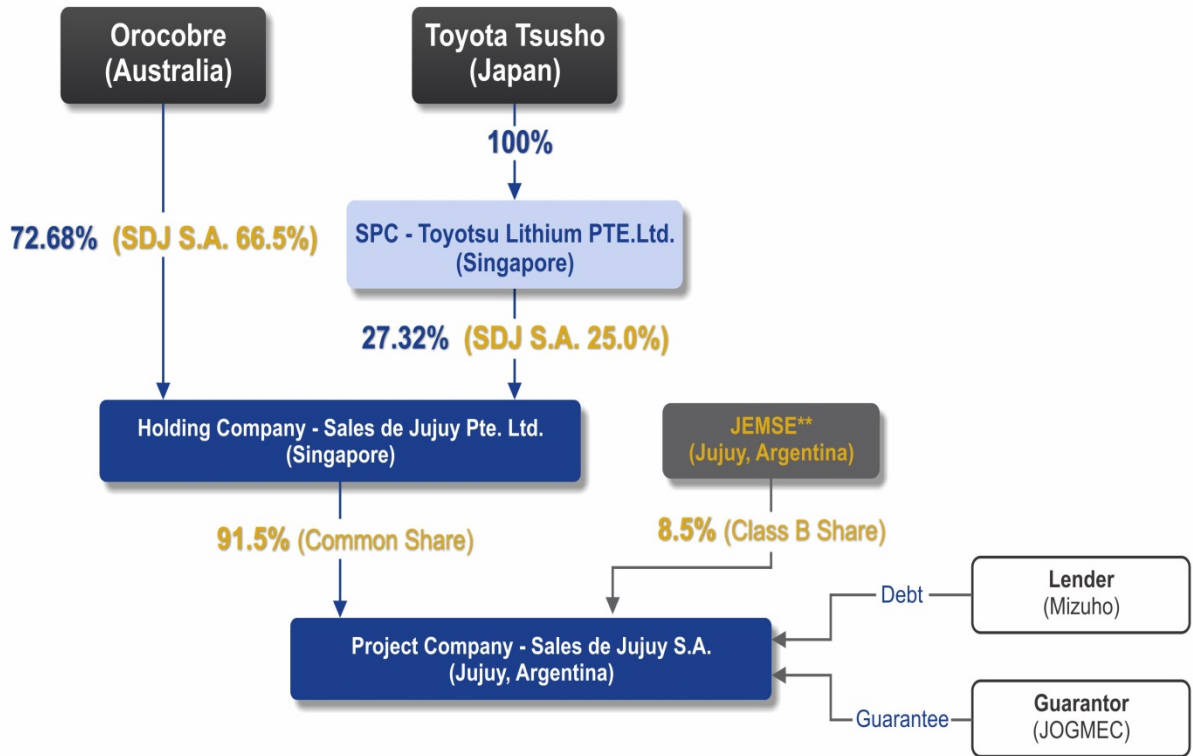 Orocobre
(Australia)
Toyota Tsusho
(Japan)
100%
72.68% (SDJ S.A. 66.5%)
SPC - Toyotsu Lithium PTE.Ltd.
(Singapore)
27.32% (SDJ S.A. 25.0%)
Holding Company - Sales de Jujuy Pte. Ltd.
(Singapore)
JEMSE**
(Jujuy, Argentina)
91.5% (Common Share)
8.5% (Class B Share)
Debt
Lender
(Mizuho)
Project Company - Sales de Jujuy S.A.
(Jujuy, Argentina)
Guarantee
Guarantor
(JOGMEC)